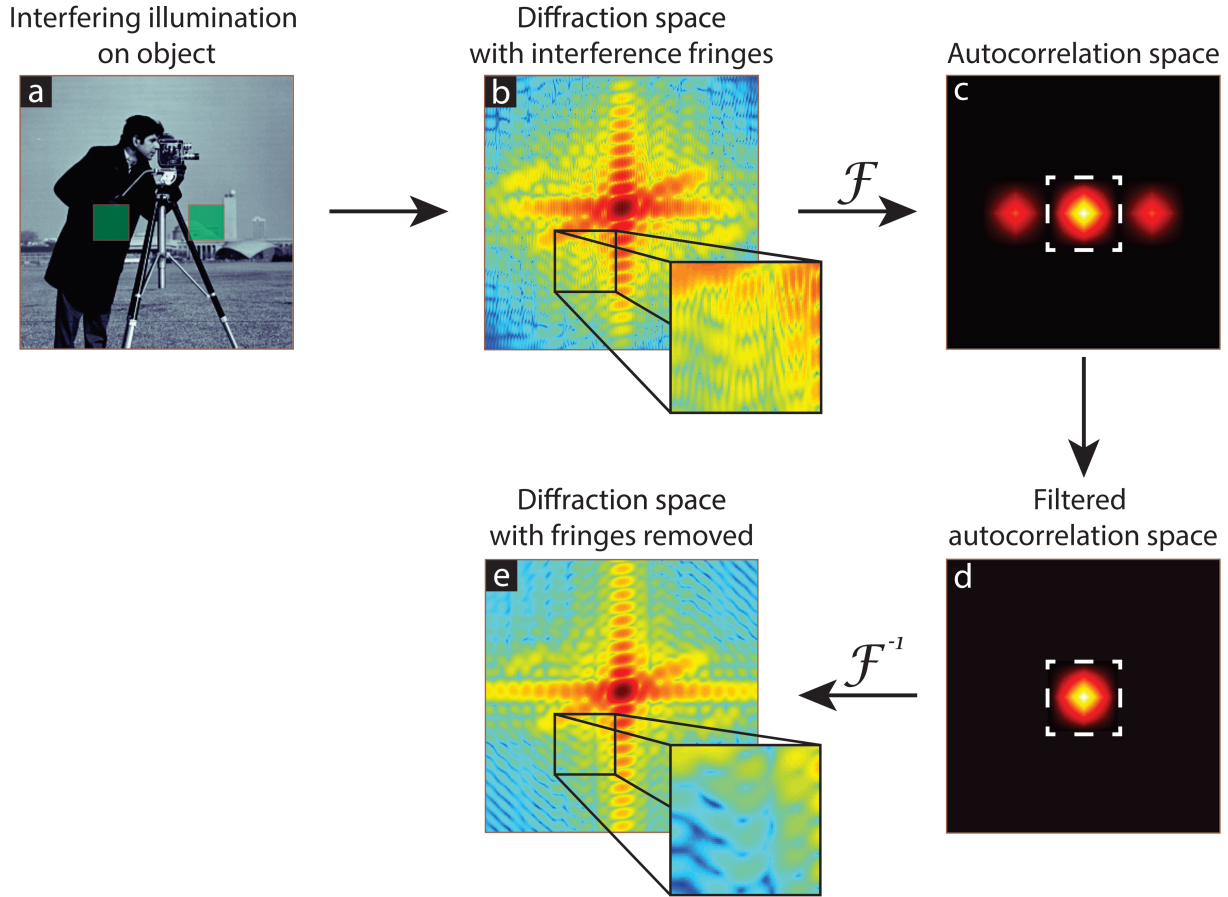 Interfering illumination
on object
a
Diffraction space
with interference fringes
b
ℱ
Autocorrelation space
c
Diffraction space
with fringes removed
e
ℱ⁻¹
Filtered
autocorrelation space
d